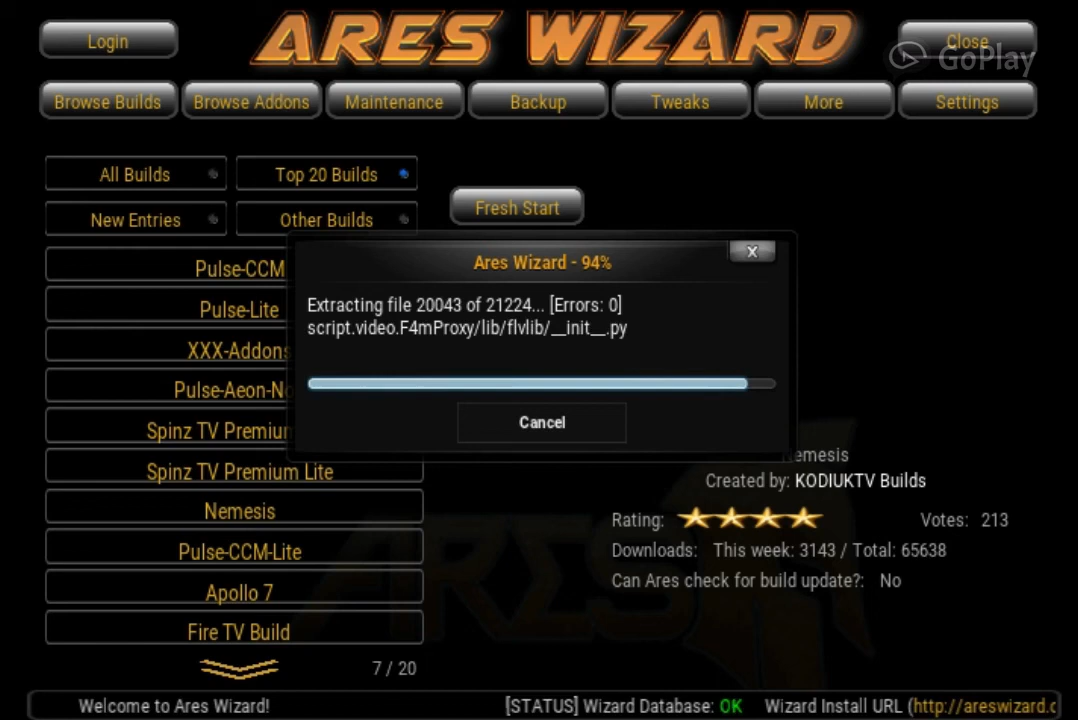 ARES WIZARD
Login
Close
GoPlay
Browse Builds
Browse Addons
Maintenance
Backup
Tweaks
More
Settings
All Builds
Top 20 Builds
New Entries
Other Builds
Fresh Start
Pulse-CCM
Pulse-Lite
XXX-Addons
Pulse-Aeon-No
Spinz TV Premium
Spinz TV Premium Lite
Nemesis
Pulse-CCM-Lite
Apollo 7
Fire TV Build
7 / 20
Ares Wizard - 94%
X
Extracting file 20043 of 21224... [Errors: 0]
script.video.F4mProxy/lib/flvlib/__init__.py
Cancel
emesis
Created by: KODIUKTV Builds
Rating:
Votes: 213
Downloads: This week: 3143 / Total: 65638
Can Ares check for build update?: No
ARES
Welcome to Ares Wizard!
[STATUS] Wizard Database: OK
Wizard Install URL (http://areswizard.c